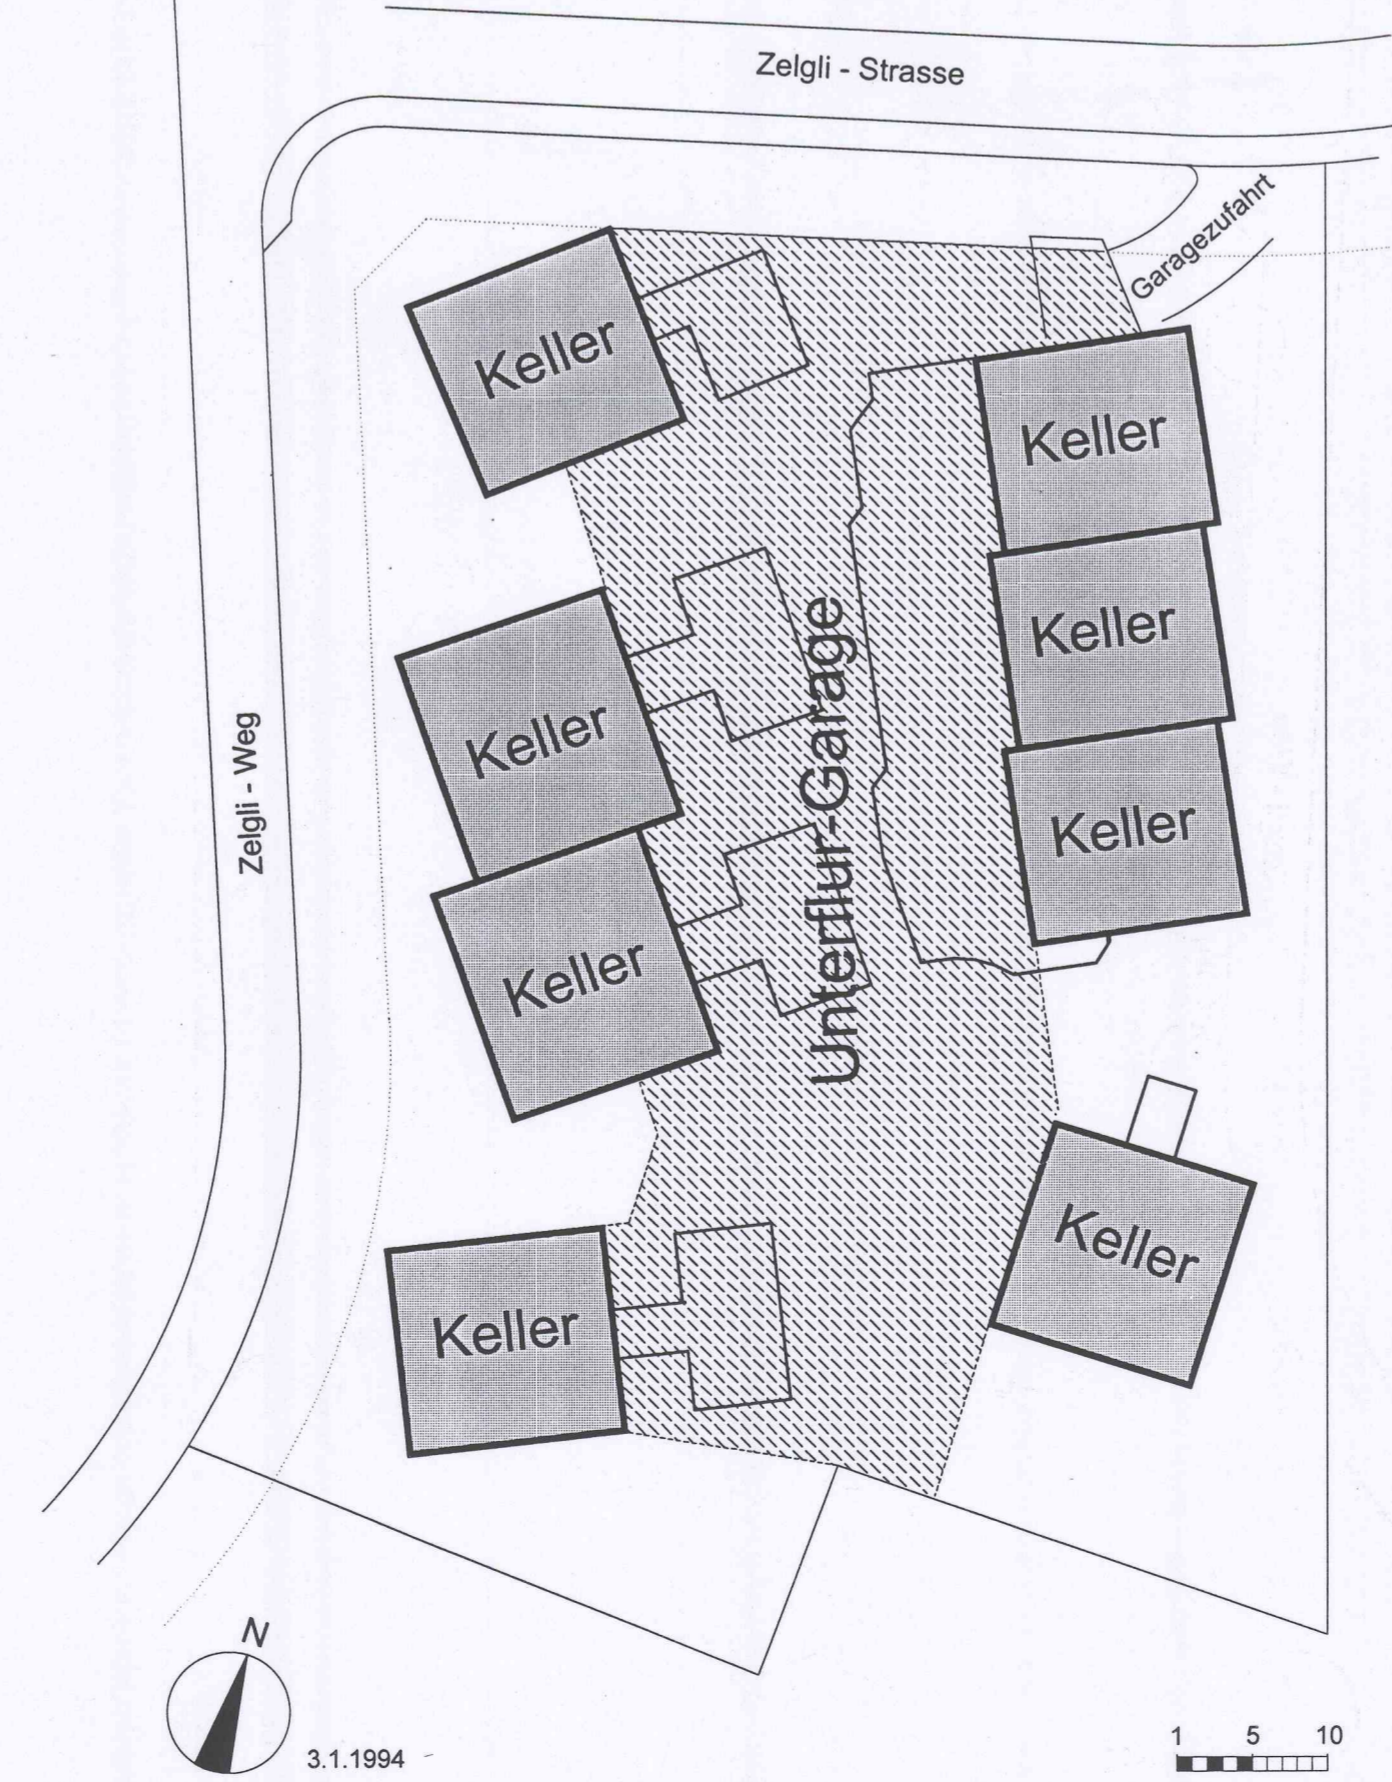 Zelgli - Strasse
Garagezufahrt
Keller
Keller
Keller
Unterflur-Garage
Keller
Keller
Zelgli - Weg
Keller
Keller
Keller
N
3.1.1994
1 5 10